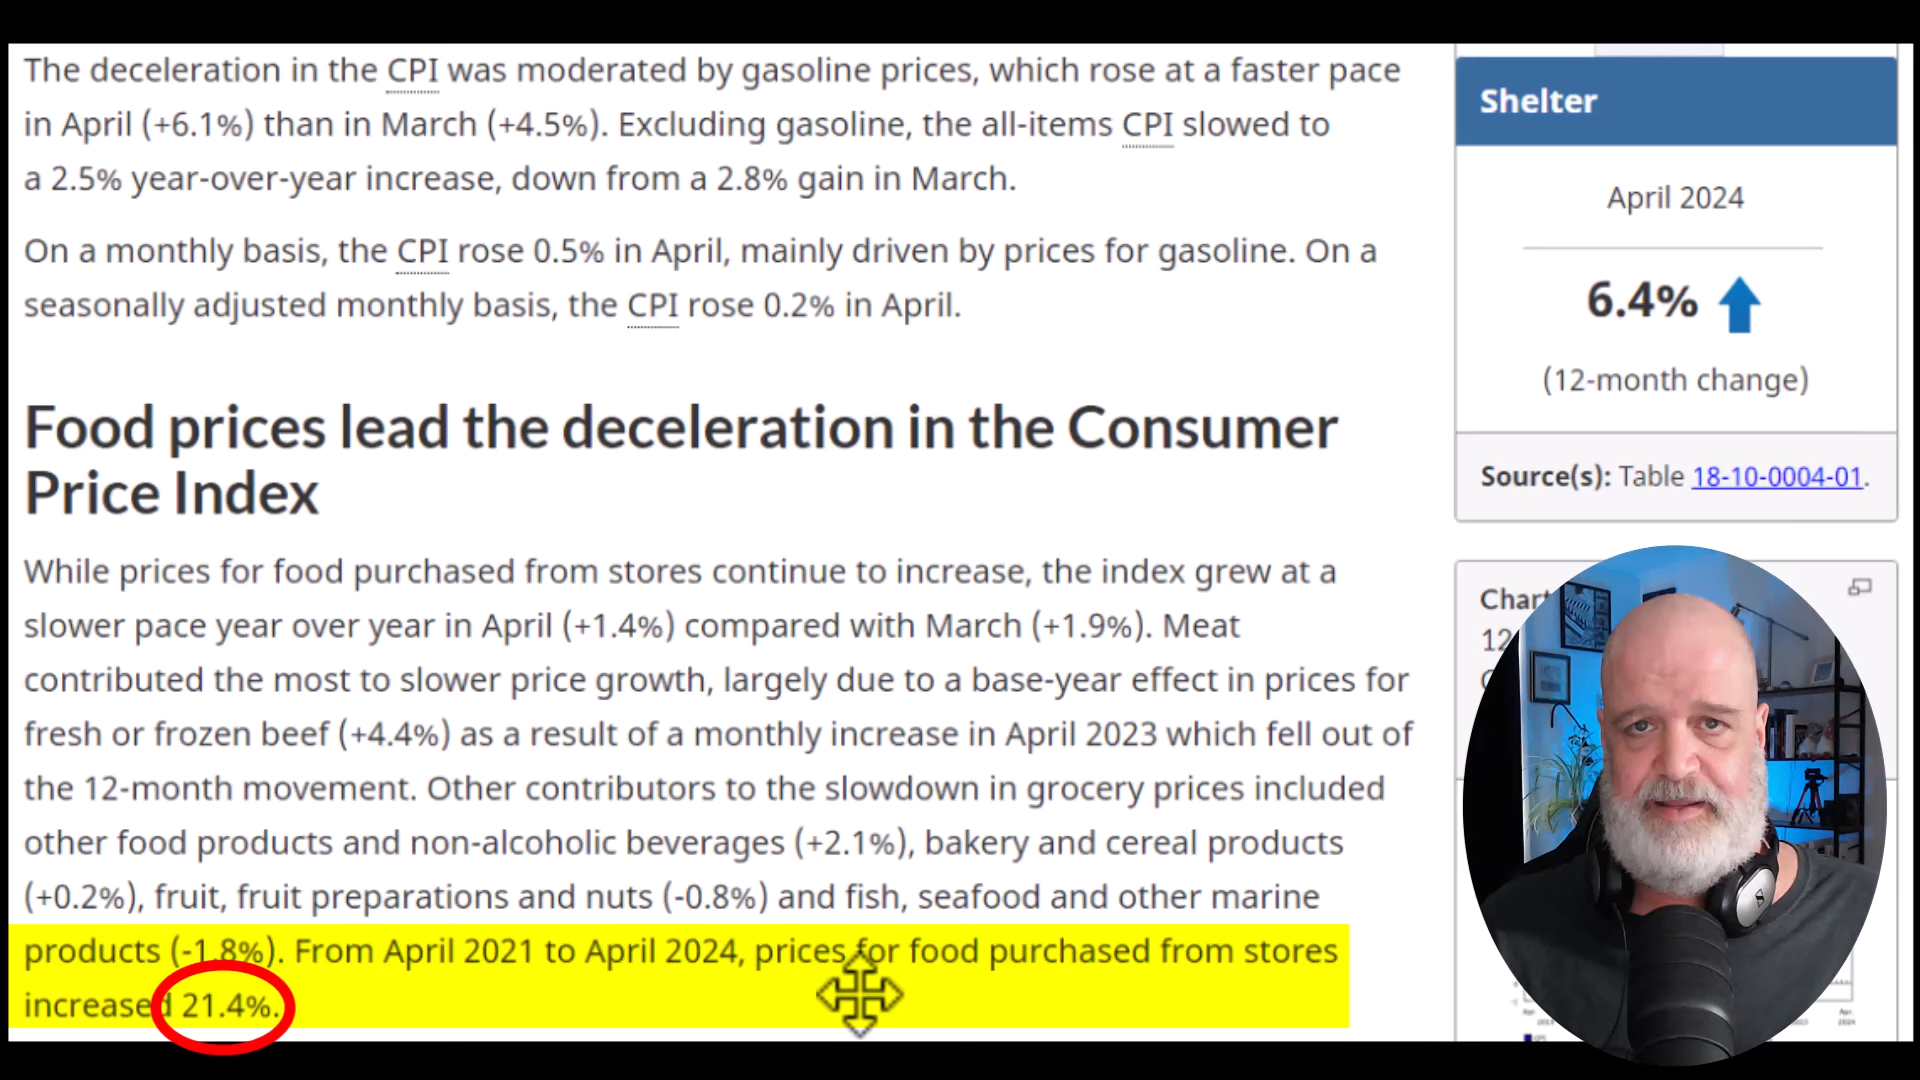 The deceleration in the CPI was moderated by gasoline prices, which rose at a faster pace
in April (+6.1%) than in March (+4.5%). Excluding gasoline, the all-items CPI slowed to
a 2.5% year-over-year increase, down from a 2.8% gain in March.
On a monthly basis, the CPI rose 0.5% in April, mainly driven by prices for gasoline. On a
seasonally adjusted monthly basis, the CPI rose 0.2% in April.
Food prices lead the deceleration in the Consumer
Price Index
While prices for food purchased from stores continue to increase, the index grew at a
slower pace year over year in April (+1.4%) compared with March (+1.9%). Meat
contributed the most to slower price growth, largely due to a base-year effect in prices for
fresh or frozen beef (+4.4%) as a result of a monthly increase in April 2023 which fell out of
the 12-month movement. Other contributors to the slowdown in grocery prices included
other food products and non-alcoholic beverages (+2.1%), bakery and cereal products
(+0.2%), fruit, fruit preparations and nuts (-0.8%) and fish, seafood and other marine
products (-1.8%). From April 2021 to April 2024, prices for food purchased from stores
increased 21.4%.
Shelter
April 2024
6.4%
(12-month change)
Source(s): Table 18-10-0004-01.
Chart
12